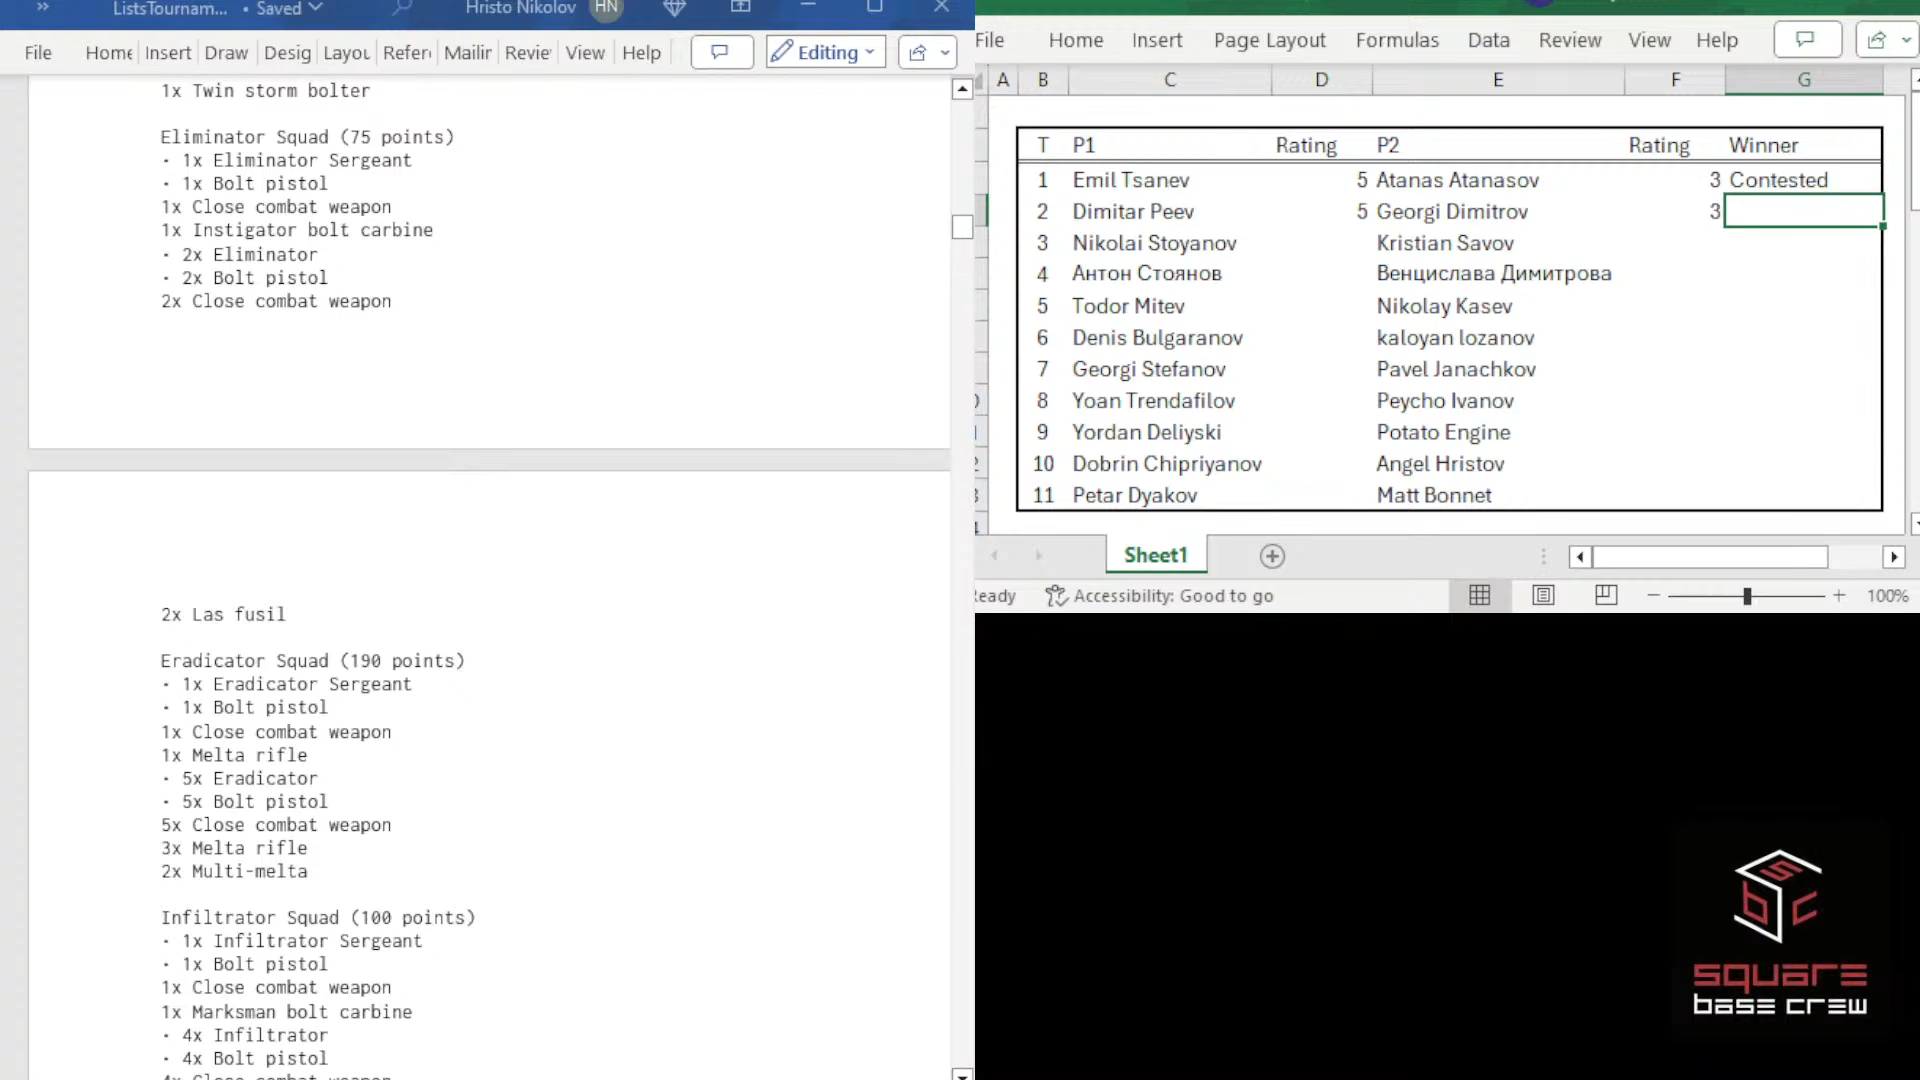 ListsTournam... • Saved
Hristo Nikolov HN
File Home Insert Draw Desig Layou Referi Mailin Reviev View Help Editing
1x Twin storm bolter
Eliminator Squad (75 points)
• 1x Eliminator Sergeant
• 1x Bolt pistol
1x Close combat weapon
1x Instigator bolt carbine
• 2x Eliminator
• 2x Bolt pistol
2x Close combat weapon
2x Las fusil
Eradicator Squad (190 points)
• 1x Eradicator Sergeant
• 1x Bolt pistol
1x Close combat weapon
1x Melta rifle
• 5x Eradicator
• 5x Bolt pistol
5x Close combat weapon
3x Melta rifle
2x Multi-melta
Infiltrator Squad (100 points)
• 1x Infiltrator Sergeant
• 1x Bolt pistol
1x Close combat weapon
1x Marksman bolt carbine
• 4x Infiltrator
• 4x Bolt pistol
4x Close combat weapon
File Home Insert Page Layout Formulas Data Review View Help
A B C D E F G
T P1 Rating P2 Rating Winner
1 Emil Tsanev 5 Atanas Atanasov 3 Contested
2 Dimitar Peev 5 Georgi Dimitrov 3
3 Nikolai Stoyanov Kristian Savov
4 Антон Стоянов Венцислава Димитрова
5 Todor Mitev Nikolay Kasev
6 Denis Bulgaranov kaloyan lozanov
7 Georgi Stefanov Pavel Janachkov
8 Yoan Trendafilov Peycho Ivanov
9 Yordan Deliyski Potato Engine
10 Dobrin Chipriyanov Angel Hristov
11 Petar Dyakov Matt Bonnet
Sheet1
Ready Accessibility: Good to go 100%
sbc
square
base crew